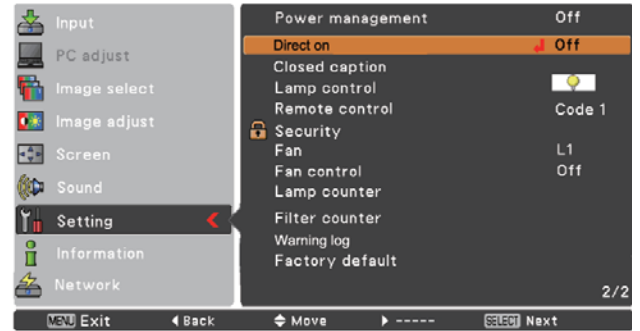 Input
PC adjust
Image select
Image adjust
Screen
Sound
Setting
Information
Network
Power management Off
Direct on Off
Closed caption
Lamp control
Remote control Code 1
Security
Fan L1
Fan control Off
Lamp counter
Filter counter
Warning log
Factory default
2/2
MENU Exit Back Move ----- SELECT Next